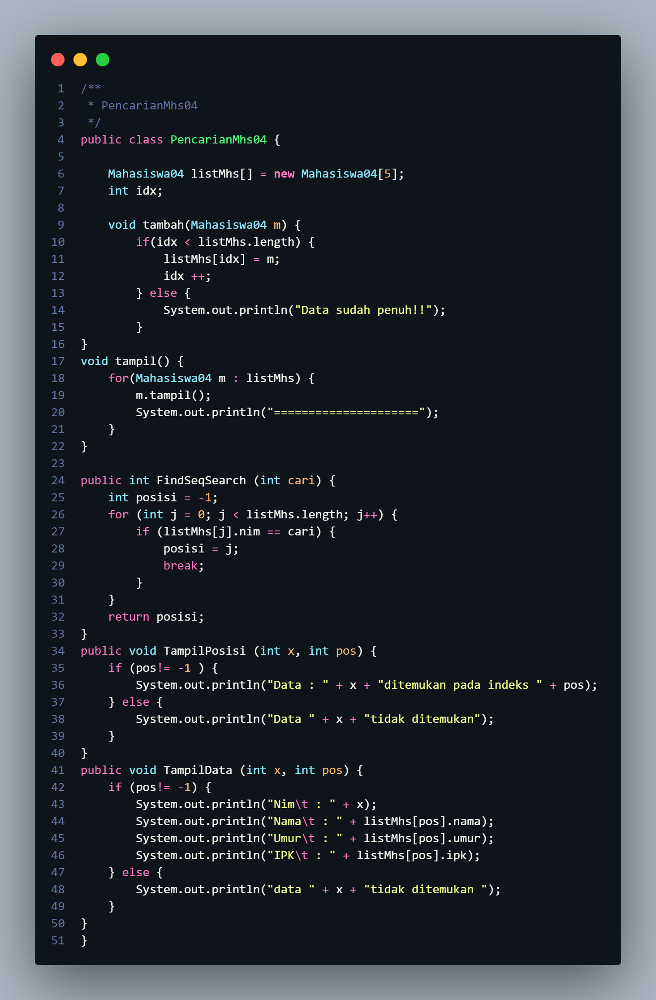 1 /**
2  * PencarianMhs04
3  */
4 public class PencarianMhs04 {
5
6     Mahasiswa04 listMhs[] = new Mahasiswa04[5];
7     int idx;
8
9     void tambah(Mahasiswa04 m) {
10         if(idx < listMhs.length) {
11             listMhs[idx] = m;
12             idx ++;
13         } else {
14             System.out.println("Data sudah penuh!!");
15         }
16 }
17 void tampil() {
18     for(Mahasiswa04 m : listMhs) {
19         m.tampil();
20         System.out.println("=====================");
21     }
22 }
23
24 public int FindSeqSearch (int cari) {
25     int posisi = -1;
26     for (int j = 0; j < listMhs.length; j++) {
27         if (listMhs[j].nim == cari) {
28             posisi = j;
29             break;
30         }
31     }
32     return posisi;
33 }
34 public void TampilPosisi (int x, int pos) {
35     if (pos!= -1 ) {
36         System.out.println("Data : " + x + "ditemukan pada indeks " + pos);
37     } else {
38         System.out.println("Data " + x + "tidak ditemukan");
39     }
40 }
41 public void TampilData (int x, int pos) {
42     if (pos!= -1) {
43         System.out.println("Nim\t : " + x);
44         System.out.println("Nama\t : " + listMhs[pos].nama);
45         System.out.println("Umur\t : " + listMhs[pos].umur);
46         System.out.println("IPK\t : " + listMhs[pos].ipk);
47     } else {
48         System.out.println("data " + x + "tidak ditemukan ");
49     }
50 }
51 }